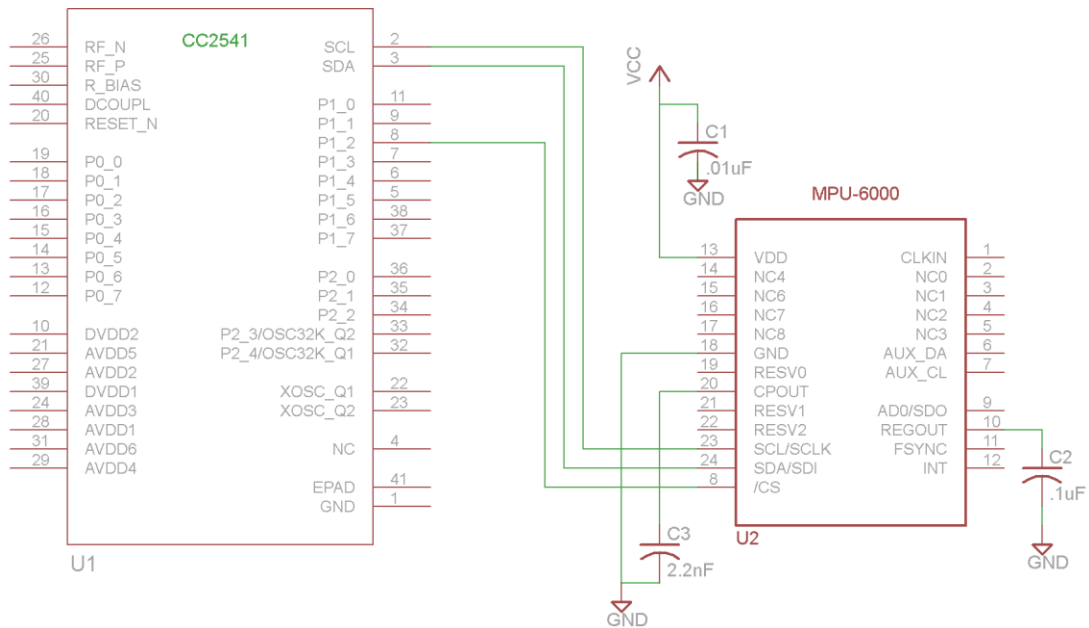 CC2541
26 RF_N
25 RF_P
30 R_BIAS
40 DCOUPL
20 RESET_N
19 P0_0
18 P0_1
17 P0_2
16 P0_3
15 P0_4
14 P0_5
13 P0_6
12 P0_7
10 DVDD2
21 AVDD5
27 AVDD2
39 DVDD1
24 AVDD3
28 AVDD1
31 AVDD6
29 AVDD4
SCL 2
SDA 3
P1_0 11
P1_1 9
P1_2 8
P1_3 7
P1_4 6
P1_5 5
P1_6 38
P1_7 37
P2_0 36
P2_1 35
P2_2 34
P2_3/OSC32K_Q2 33
P2_4/OSC32K_Q1 32
XOSC_Q1 22
XOSC_Q2 23
NC 4
EPAD 41
GND 1
U1
VCC
C1
.01uF
GND
MPU-6000
13 VDD
14 NC4
15 NC6
16 NC7
17 NC8
18 GND
19 RESV0
20 CPOUT
21 RESV1
22 RESV2
23 SCL/SCLK
24 SDA/SDI
8 /CS
CLKIN 1
NC0 2
NC1 3
NC2 4
NC3 5
AUX_DA 6
AUX_CL 7
AD0/SDO 9
REGOUT 10
FSYNC 11
INT 12
U2
C2
.1uF
GND
C3
2.2nF
GND